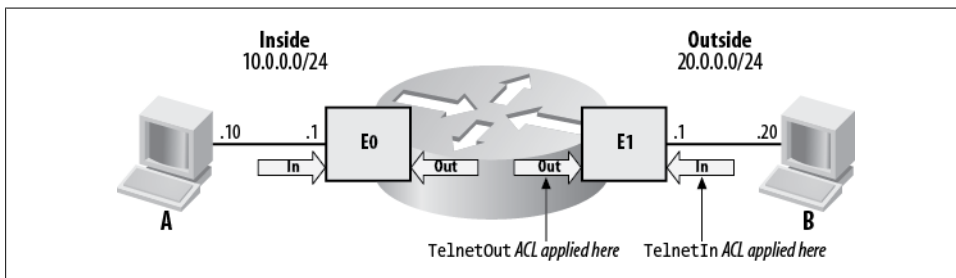 Inside
10.0.0.0/24
Outside
20.0.0.0/24
.10
.1
E0
E1
.1
.20
In
Out
Out
In
A
B
TelnetOut ACL applied here
TelnetIn ACL applied here